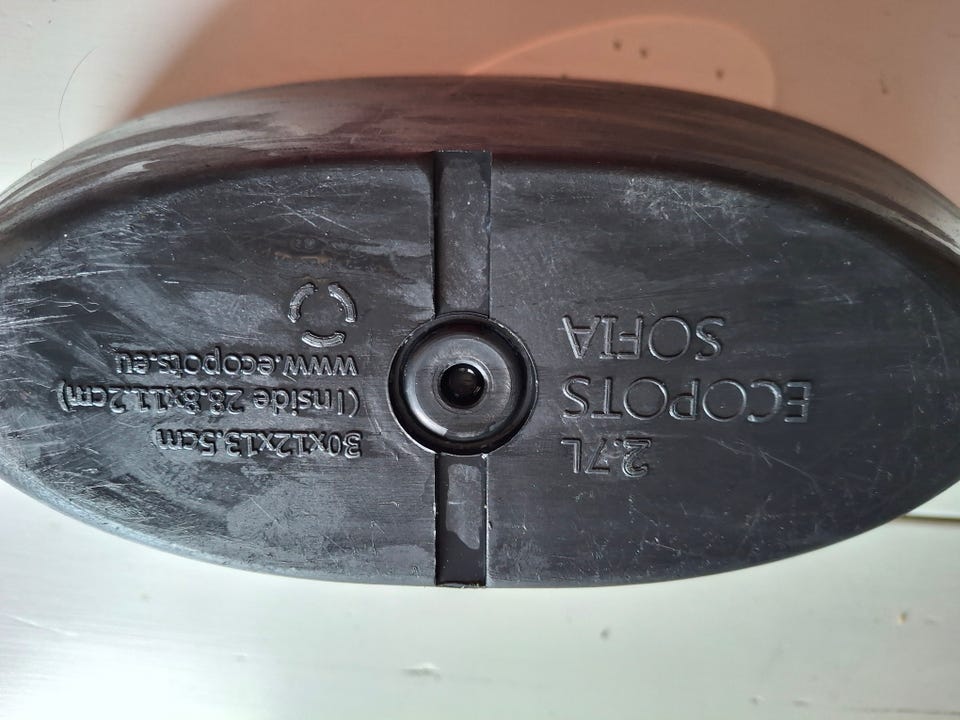 2.7L
ECOPOTS
SOFIA
30x12x13.5cm
(Inside 28.8x11.2cm)
www.ecopots.eu